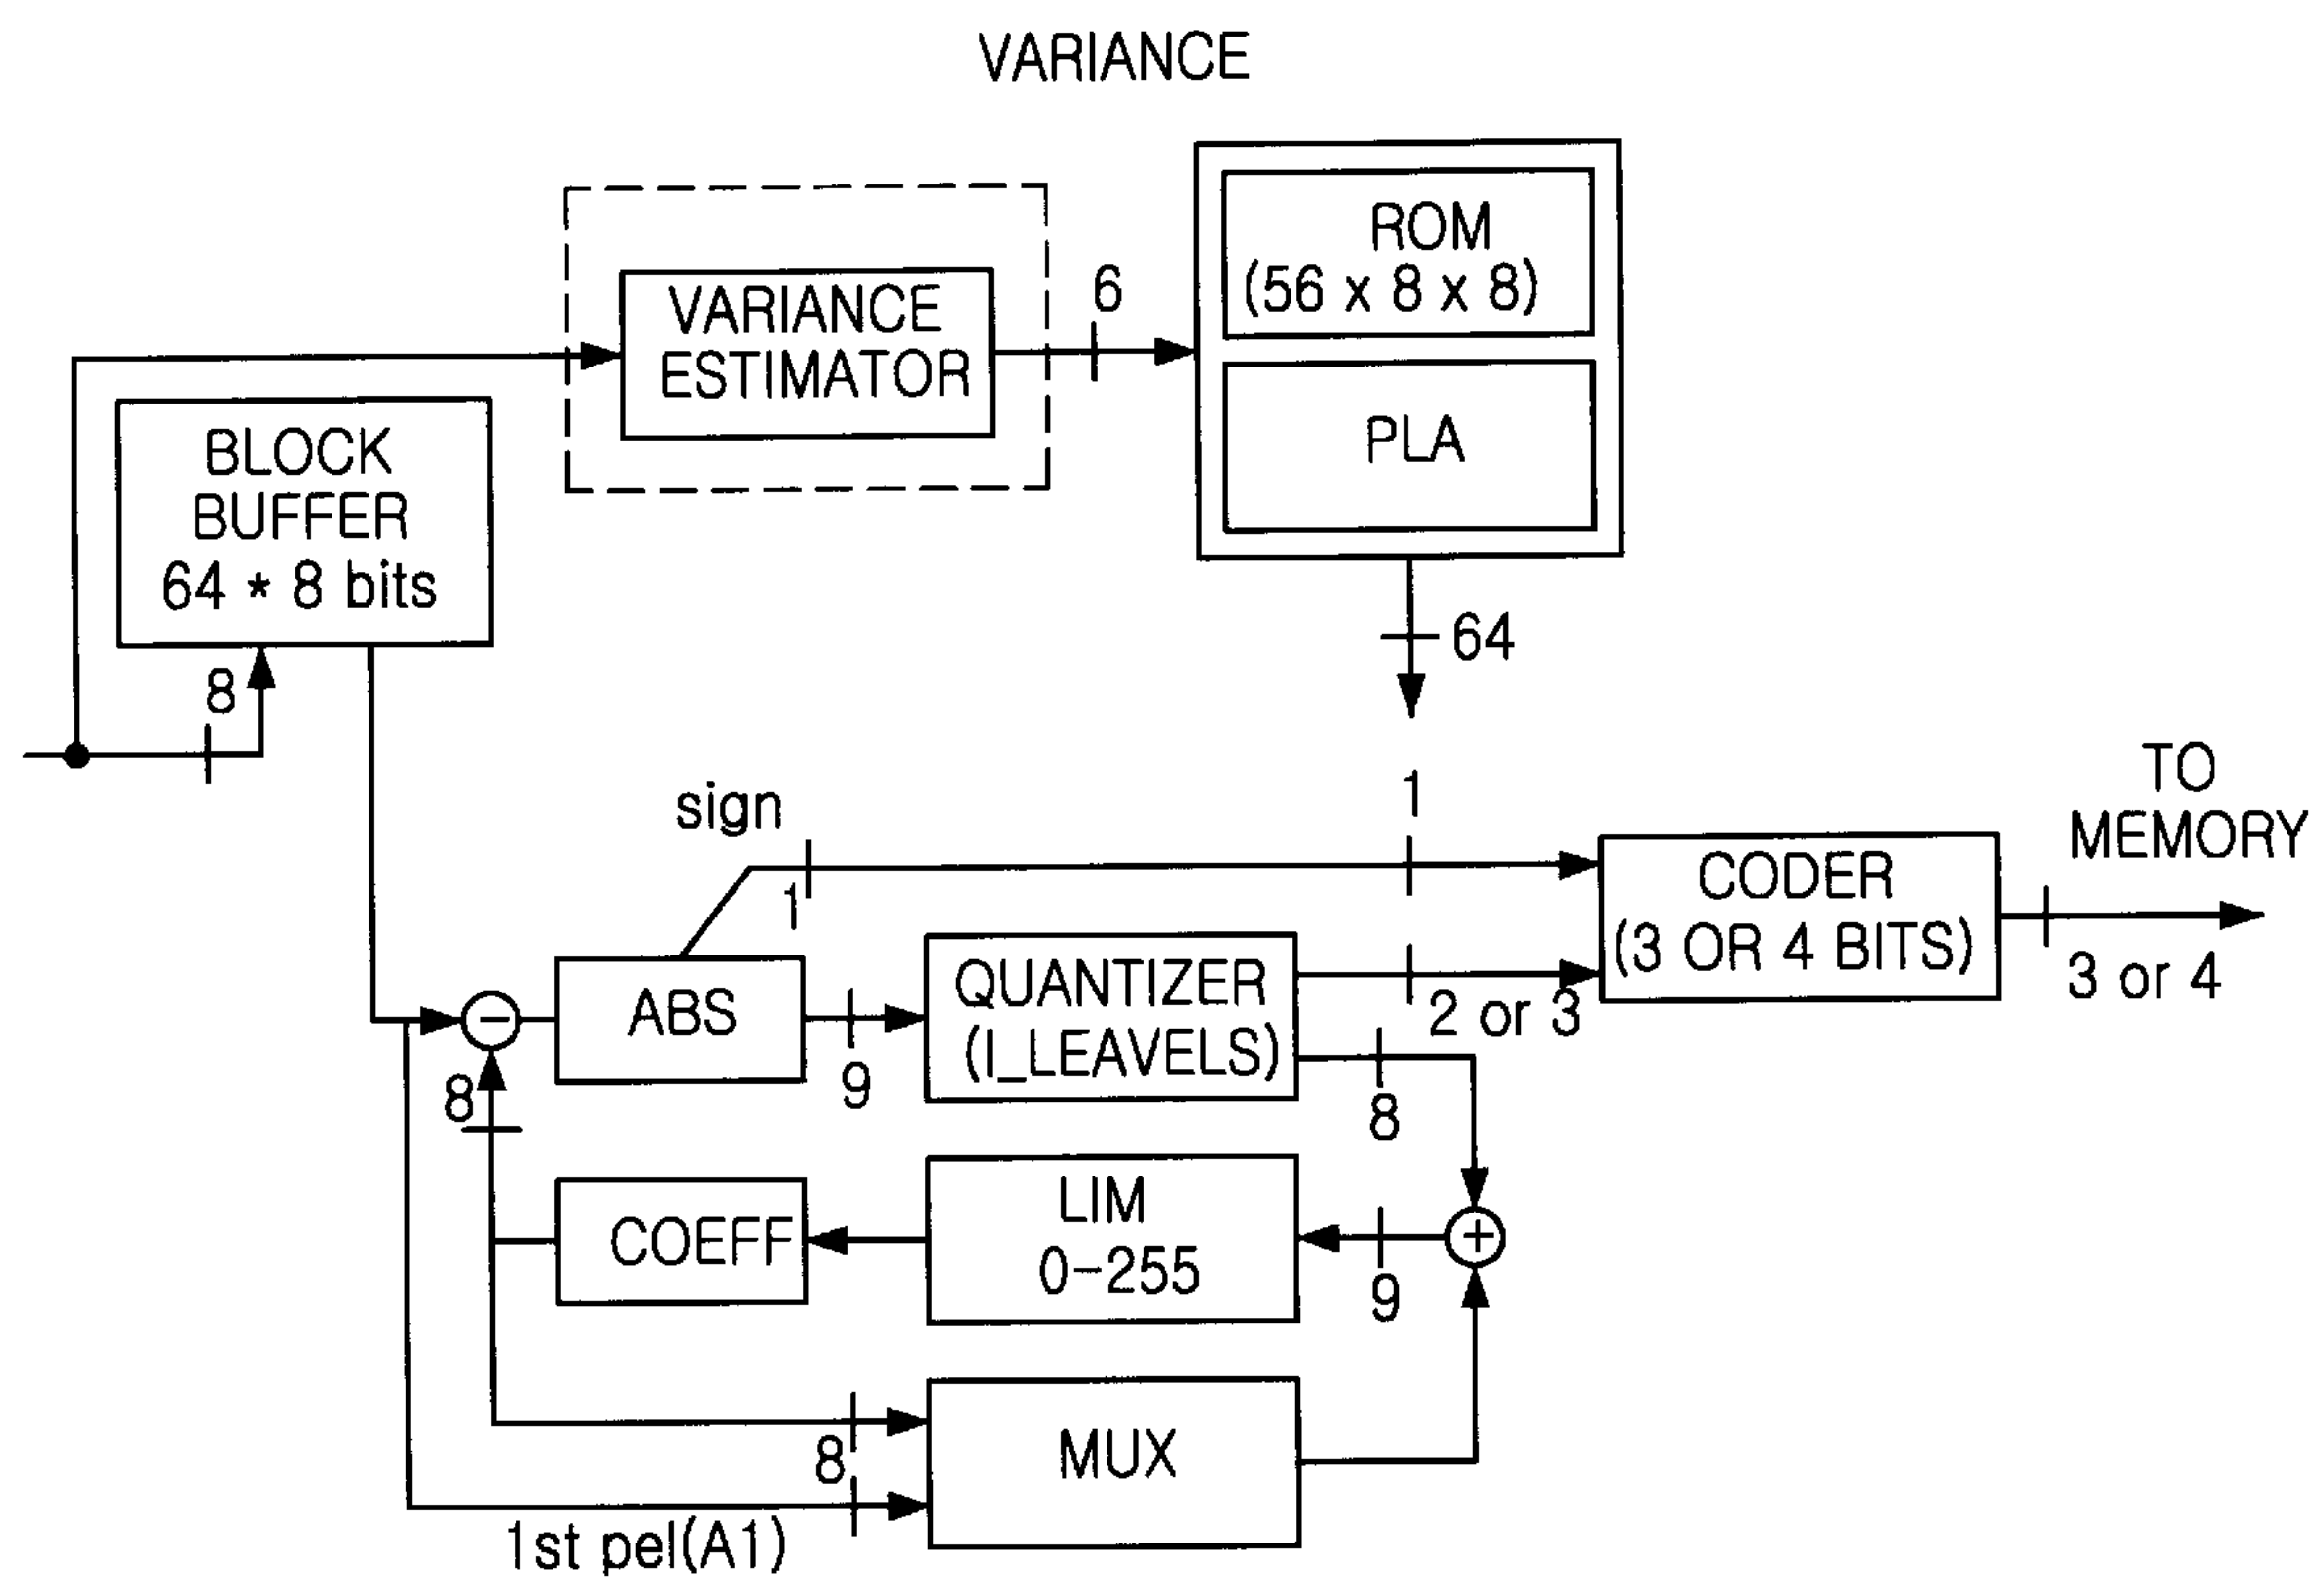 VARIANCE
ROM
(56 x 8 x 8)
6
VARIANCE
ESTIMATOR
PLA
BLOCK
BUFFER
64 * 8 bits
64
8
1
TO
MEMORY
sign
1
CODER
(3 OR 4 BITS)
3 or 4
QUANTIZER
(I_LEAVELS)
2 or 3
−
ABS
9
8
8
LIM
0-255
COEFF
+
9
MUX
8
1st pel(A1)